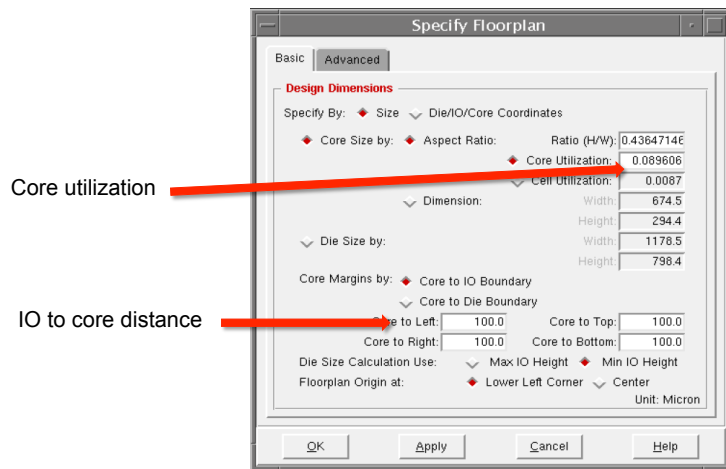 Specify Floorplan
Basic Advanced
Design Dimensions
Specify By: Size Die/IO/Core Coordinates
Core Size by: Aspect Ratio: Ratio (H/W): 0.43647146
Core Utilization: 0.089606
Cell Utilization: 0.0087
Dimension: Width: 674.5
Height: 294.4
Die Size by: Width: 1178.5
Height: 798.4
Core Margins by: Core to IO Boundary
Core to Die Boundary
Core to Left: 100.0 Core to Top: 100.0
Core to Right: 100.0 Core to Bottom: 100.0
Die Size Calculation Use: Max IO Height Min IO Height
Floorplan Origin at: Lower Left Corner Center
Unit: Micron
OK Apply Cancel Help
Core utilization
IO to core distance